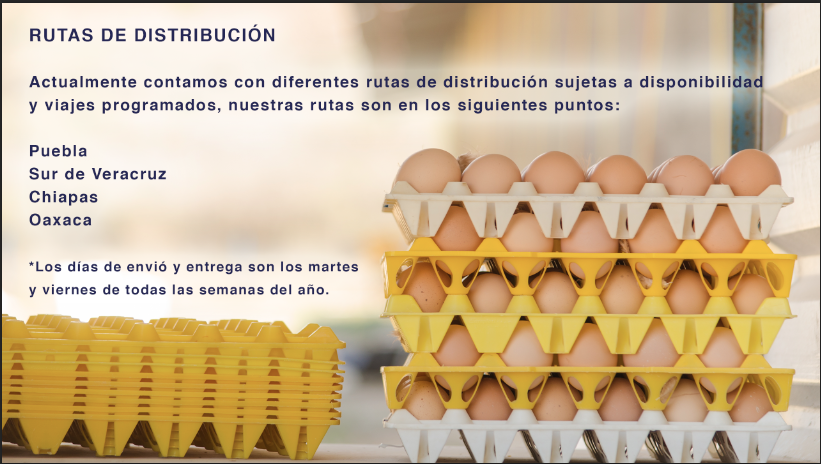 RUTAS DE DISTRIBUCIÓN
Actualmente contamos con diferentes rutas de distribución sujetas a disponibilidad
y viajes programados, nuestras rutas son en los siguientes puntos:
Puebla
Sur de Veracruz
Chiapas
Oaxaca
*Los días de envió y entrega son los martes
y viernes de todas las semanas del año.